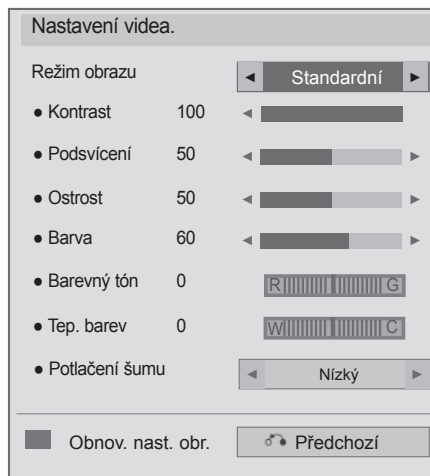 Nastavení videa.
Režim obrazu ◄ Standardní ►
● Kontrast 100 ◄
● Podsvícení 50 ◄ ►
● Ostrost 50 ◄ ►
● Barva 60 ◄ ►
● Barevný tón 0 R G
● Tep. barev 0 W C
● Potlačení šumu ◄ Nízký ►
Obnov. nast. obr. Předchozí